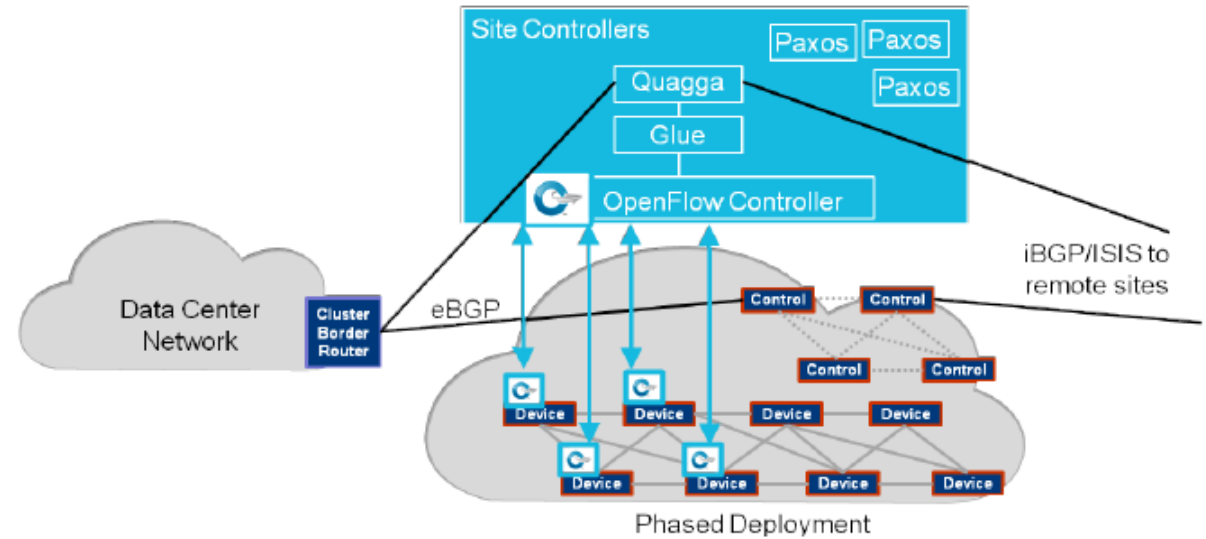 Site Controllers
Paxos
Paxos
Quagga
Paxos
Glue
OpenFlow Controller
iBGP/ISIS to
remote sites
Data Center
Network
Cluster
Border
Router
eBGP
Control
Control
Control
Control
Device
Device
Device
Device
Device
Device
Device
Device
Phased Deployment